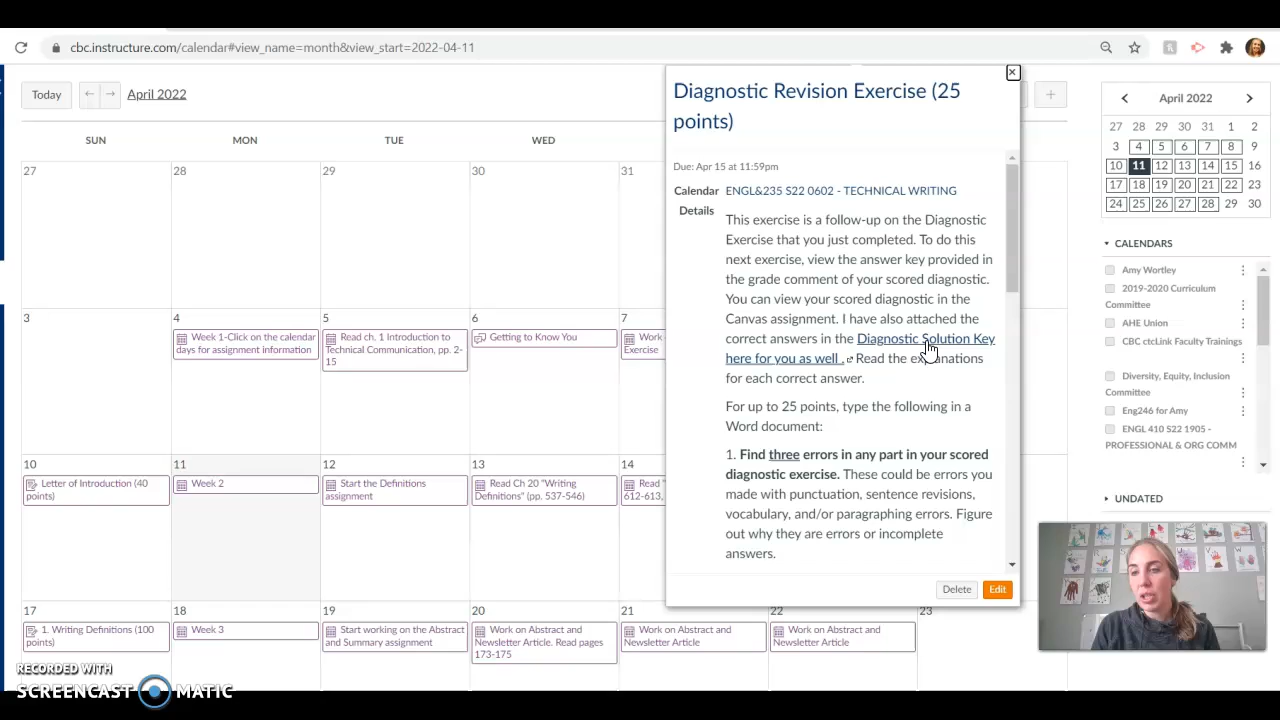 cbc.instructure.com/calendar#view_name=month&view_start=2022-04-11
Today
April 2022
SUN
MON
TUE
WED
27
28
29
30
31
3
4
Week 1-Click on the calendar
days for assignment information
5
Read ch. 1 Introduction to
Technical Communication, pp. 2-
15
6
Getting to Know You
7
Work
Exercise
10
Letter of Introduction (40
points)
11
Week 2
12
Start the Definitions
assignment
13
Read Ch 20 "Writing
Definitions" (pp. 537-546)
14
Read "
612-613,
17
1. Writing Definitions (100
points)
18
Week 3
19
Start working on the Abstract
and Summary assignment
20
Work on Abstract and
Newsletter Article. Read pages
173-175
21
Work on Abstract and
Newsletter Article
22
Work on Abstract and
Newsletter Article
23
Diagnostic Revision Exercise (25
points)
Due: Apr 15 at 11:59pm
Calendar ENGL&235 S22 0602 - TECHNICAL WRITING
Details
This exercise is a follow-up on the Diagnostic
Exercise that you just completed. To do this
next exercise, view the answer key provided in
the grade comment of your scored diagnostic.
You can view your scored diagnostic in the
Canvas assignment. I have also attached the
correct answers in the Diagnostic Solution Key
here for you as well . Read the explanations
for each correct answer.
For up to 25 points, type the following in a
Word document:
1. Find three errors in any part in your scored
diagnostic exercise. These could be errors you
made with punctuation, sentence revisions,
vocabulary, and/or paragraphing errors. Figure
out why they are errors or incomplete
answers.
Delete
Edit
April 2022
27 28 29 30 31 1 2
3 4 5 6 7 8 9
10 11 12 13 14 15 16
17 18 19 20 21 22 23
24 25 26 27 28 29 30
CALENDARS
Amy Wortley
2019-2020 Curriculum
Committee
AHE Union
CBC ctcLink Faculty Trainings
Diversity, Equity, Inclusion
Committee
Eng246 for Amy
ENGL 410 S22 1905 -
PROFESSIONAL & ORG COMM
UNDATED
RECORDED WITH
SCREENCAST MATIC